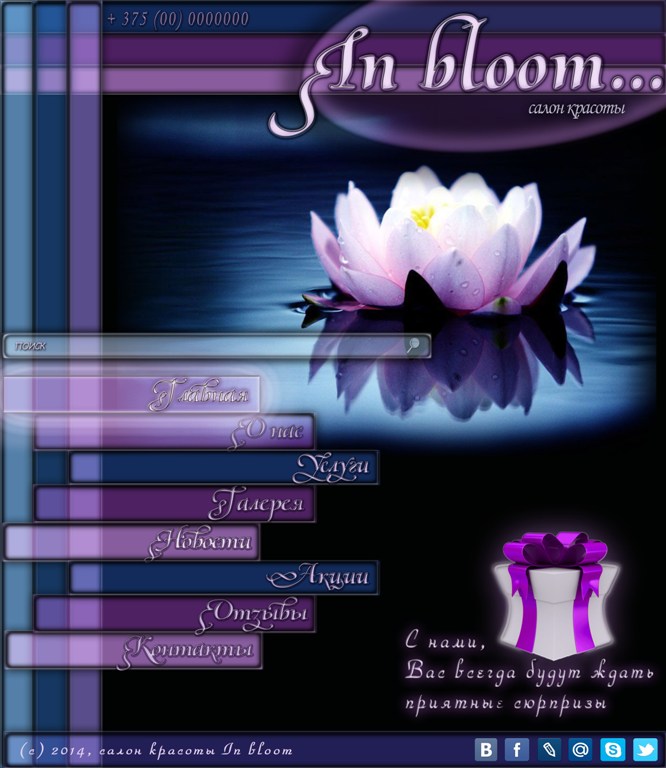 + 375 (00) 0000000
In bloom...
салон красоты
поиск
Главная
О нас
Услуги
Галерея
Новости
Акции
Отзывы
Контакты
С нами,
Вас всегда будут ждать
приятные сюрпризы
(c) 2014, салон красоты In bloom